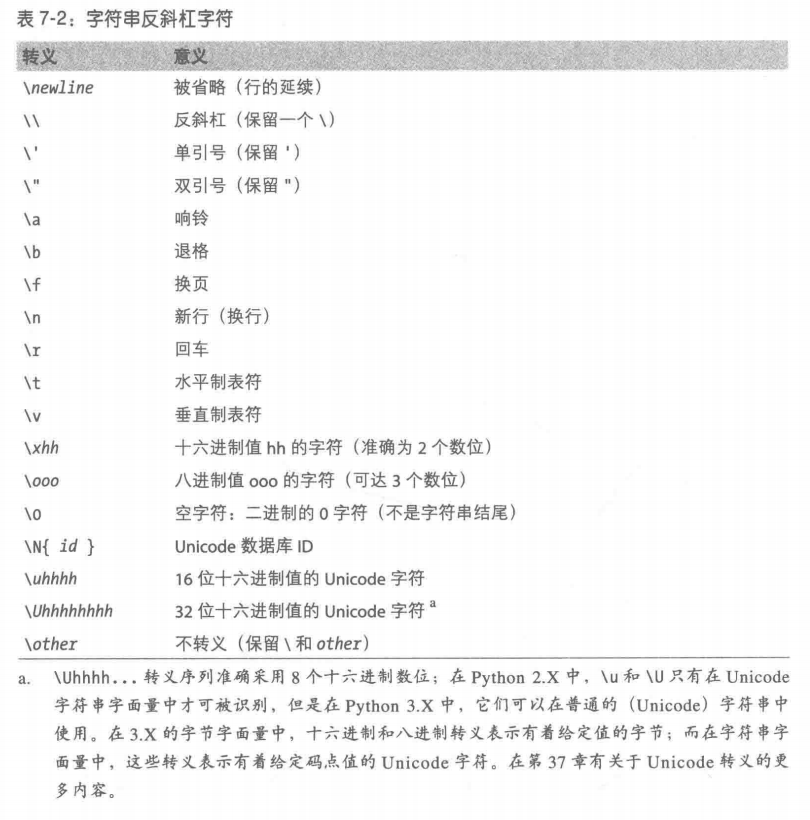 表 7-2：字符串反斜杠字符
转义 意义
\newline 被省略（行的延续）
\\ 反斜杠（保留一个 \）
\' 单引号（保留 '）
\" 双引号（保留 "）
\a 响铃
\b 退格
\f 换页
\n 新行（换行）
\r 回车
\t 水平制表符
\v 垂直制表符
\xhh 十六进制值 hh 的字符（准确为 2 个数位）
\ooo 八进制值 ooo 的字符（可达 3 个数位）
\0 空字符：二进制的 0 字符（不是字符串结尾）
\N{ id } Unicode 数据库 ID
\uhhhh 16 位十六进制值的 Unicode 字符
\Uhhhhhhhh 32 位十六进制值的 Unicode 字符 a
\other 不转义（保留 \ 和 other）
a. \Uhhhh... 转义序列准确采用 8 个十六进制数位；在 Python 2.X 中，\u 和 \U 只有在 Unicode
字符串字面量中才可被识别，但是在 Python 3.X 中，它们可以在普通的（Unicode）字符串中
使用。在 3.X 的字节字面量中，十六进制和八进制转义表示有着给定值的字节；而在字符串字
面量中，这些转义表示有着给定码点值的 Unicode 字符。在第 37 章有关于 Unicode 转义的更
多内容。